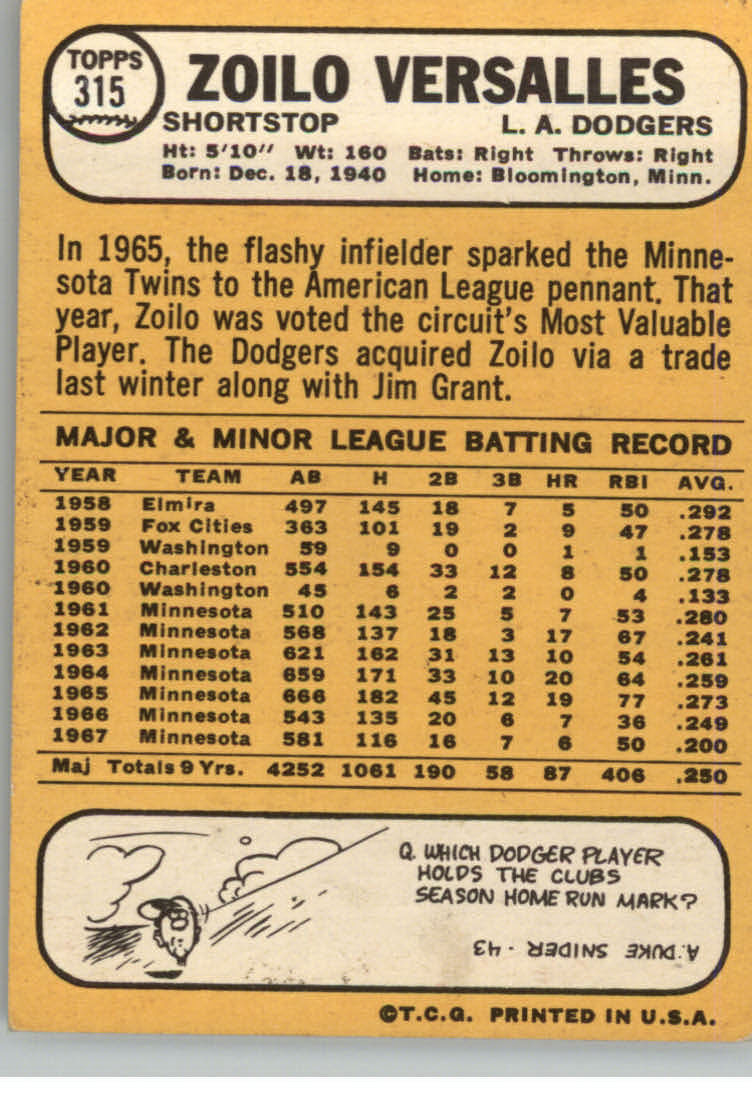 TOPPS
315
ZOILO VERSALLES
SHORTSTOP L. A. DODGERS
Ht: 5'10" Wt: 160 Bats: Right Throws: Right
Born: Dec. 18, 1940 Home: Bloomington, Minn.
In 1965, the flashy infielder sparked the Minne-
sota Twins to the American League pennant. That
year, Zoilo was voted the circuit's Most Valuable
Player. The Dodgers acquired Zoilo via a trade
last winter along with Jim Grant.
MAJOR & MINOR LEAGUE BATTING RECORD
YEAR TEAM AB H 2B 3B HR RBI AVG.
1958 Elmira 497 145 18 7 5 50 .292
1959 Fox Cities 363 101 19 2 9 47 .278
1959 Washington 59 9 0 0 1 1 .153
1960 Charleston 554 154 33 12 8 50 .278
1960 Washington 45 6 2 2 0 4 .133
1961 Minnesota 510 143 25 5 7 53 .280
1962 Minnesota 568 137 18 3 17 67 .241
1963 Minnesota 621 162 31 13 10 54 .261
1964 Minnesota 659 171 33 10 20 64 .259
1965 Minnesota 666 182 45 12 19 77 .273
1966 Minnesota 543 135 20 6 7 36 .249
1967 Minnesota 581 116 16 7 6 50 .200
Maj Totals 9 Yrs. 4252 1061 190 58 87 406 .250
Q. WHICH DODGER PLAYER
HOLDS THE CLUBS
SEASON HOME RUN MARK?
A. DUKE SNIDER - 43
©T.C.G. PRINTED IN U.S.A.